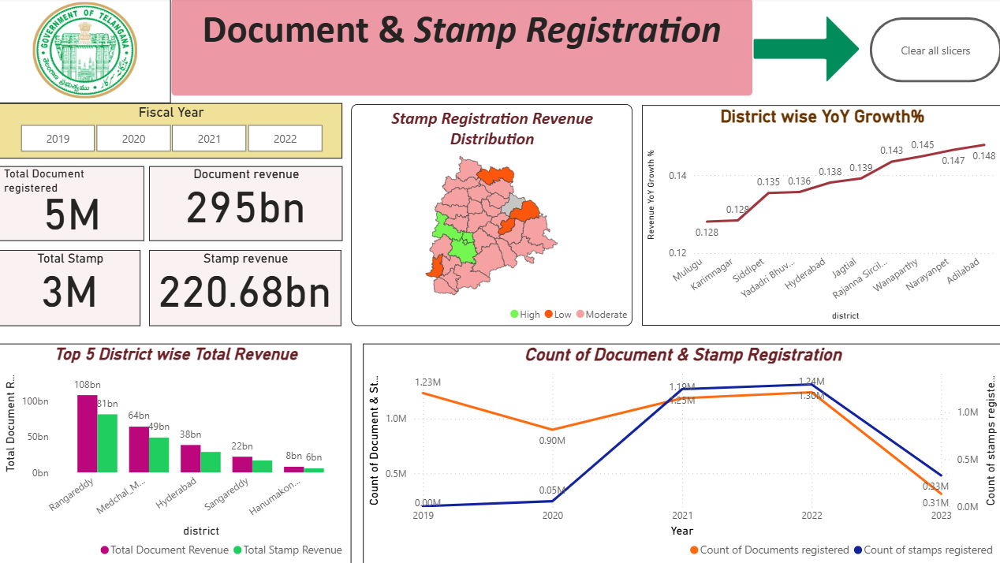 GOVERNMENT OF TELANGANA
Document & Stamp Registration
Clear all slicers
Fiscal Year
2019
2020
2021
2022
Total Document
registered
5M
Document revenue
295bn
Total Stamp
3M
Stamp revenue
220.68bn
Stamp Registration Revenue
Distribution
High
Low
Moderate
District wise YoY Growth%
Revenue YoY Growth %
0.14
0.12
0.128
0.128
0.135
0.136
0.138
0.139
0.143
0.145
0.147
0.148
Mulugu
Karimnagar
Siddipet
Yadadri Bhuv...
Hyderabad
Jagtial
Rajanna Sircil...
Wanaparthy
Narayanpet
Adilabad
district
Top 5 District wise Total Revenue
Total Document R...
100bn
50bn
0bn
108bn
81bn
64bn
49bn
38bn
22bn
8bn
6bn
Rangareddy
Medchal_M...
Hyderabad
Sangareddy
Hanumakon...
district
Total Document Revenue
Total Stamp Revenue
Count of Document & Stamp Registration
Count of Document & St...
1.0M
0.5M
1.23M
0.90M
1.19M
1.25M
1.24M
1.30M
0.00M
0.05M
0.33M
0.31M
1.0M
0.5M
0.0M
Count of stamps registe...
2019
2020
2021
2022
2023
Year
Count of Documents registered
Count of stamps registered